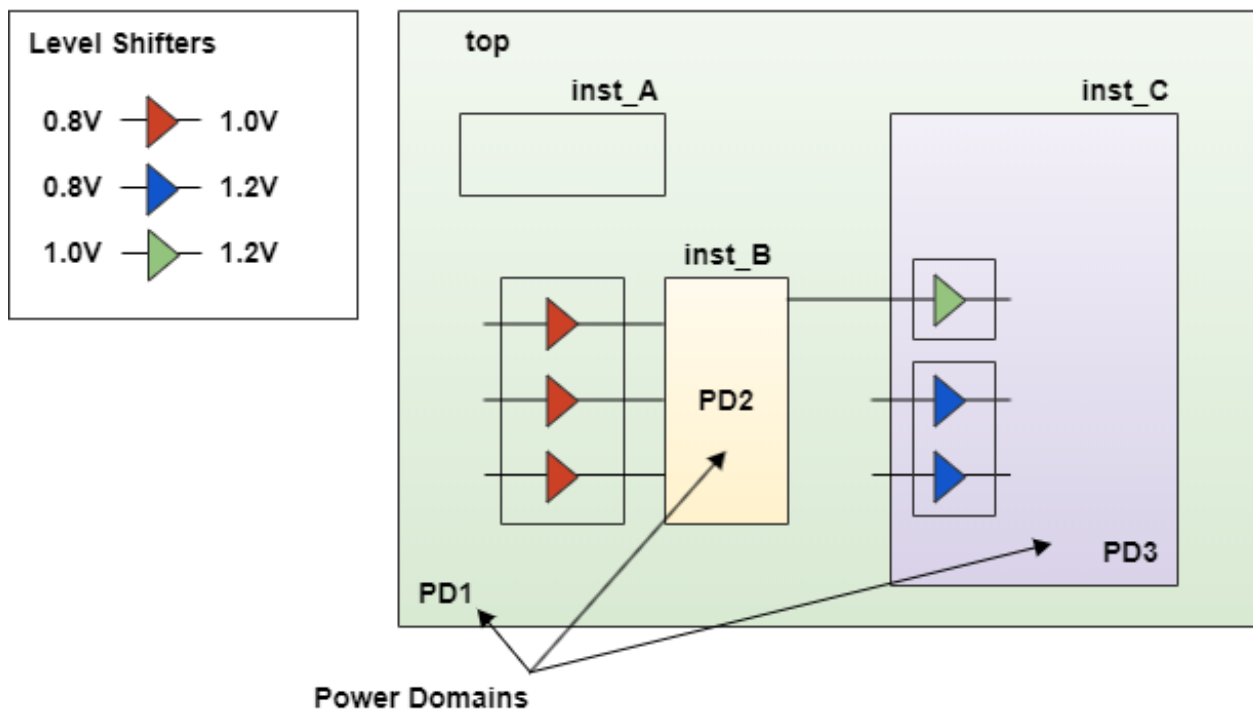 Level Shifters
0.8V 1.0V
0.8V 1.2V
1.0V 1.2V
top
inst_A
inst_C
inst_B
PD2
PD3
PD1
Power Domains